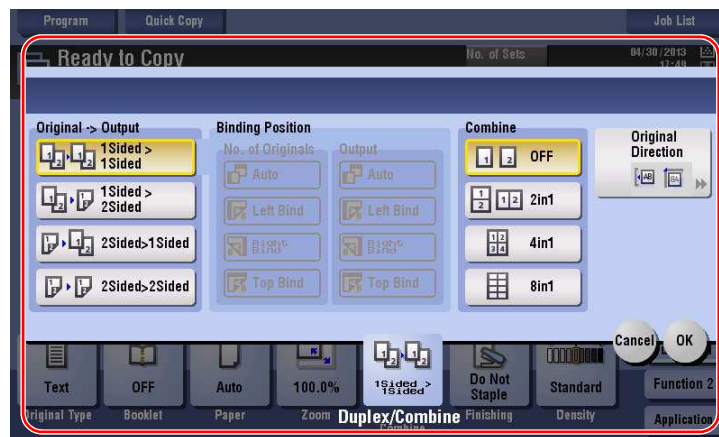 Program
Quick Copy
Job List
Ready to Copy
No. of Sets
04/30/2013
17:49
Original -> Output
1Sided >
1Sided
1Sided >
2Sided
2Sided>1Sided
2Sided>2Sided
Binding Position
No. of Originals
Auto
Left Bind
Right
Bind
Top Bind
Output
Auto
Left Bind
Right
Bind
Top Bind
Combine
OFF
2in1
4in1
8in1
Original
Direction
Cancel
OK
Text
OFF
Auto
100.0%
1Sided >
1Sided
Do Not
Staple
Standard
Function 2
Original Type
Booklet
Paper
Zoom
Duplex/Combine
Combine
Finishing
Density
Application